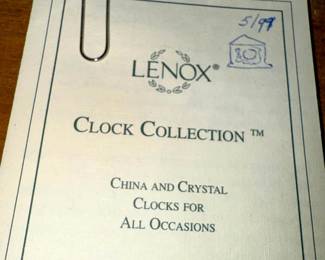 5/99
LENOX®
CLOCK COLLECTION ™
CHINA AND CRYSTAL
CLOCKS FOR
ALL OCCASIONS